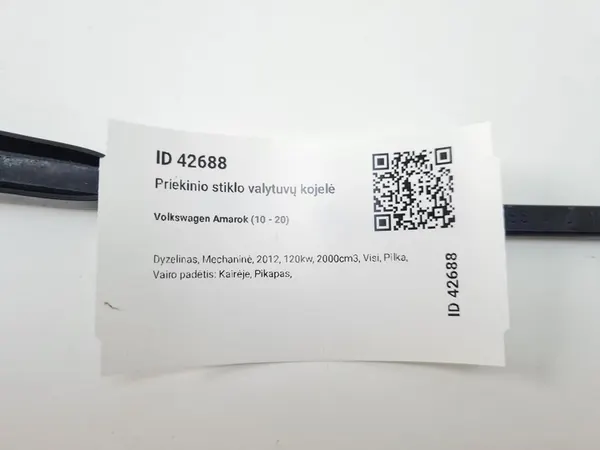 ID 42688
Priekinio stiklo valytuvų kojelė
Volkswagen Amarok (10 - 20)
Dyzelinas, Mechaninė, 2012, 120kw, 2000cm3, Visi, Pilka,
Vairo padėtis: Kairėje, Pikapas,
ID 42688